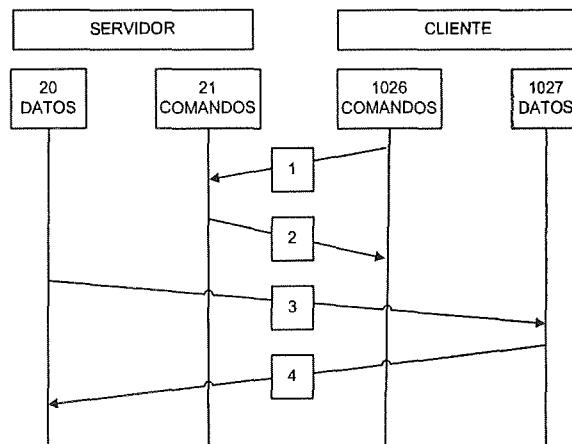 SERVIDOR
CLIENTE
20
DATOS
21
COMANDOS
1026
COMANDOS
1027
DATOS
1
2
3
4